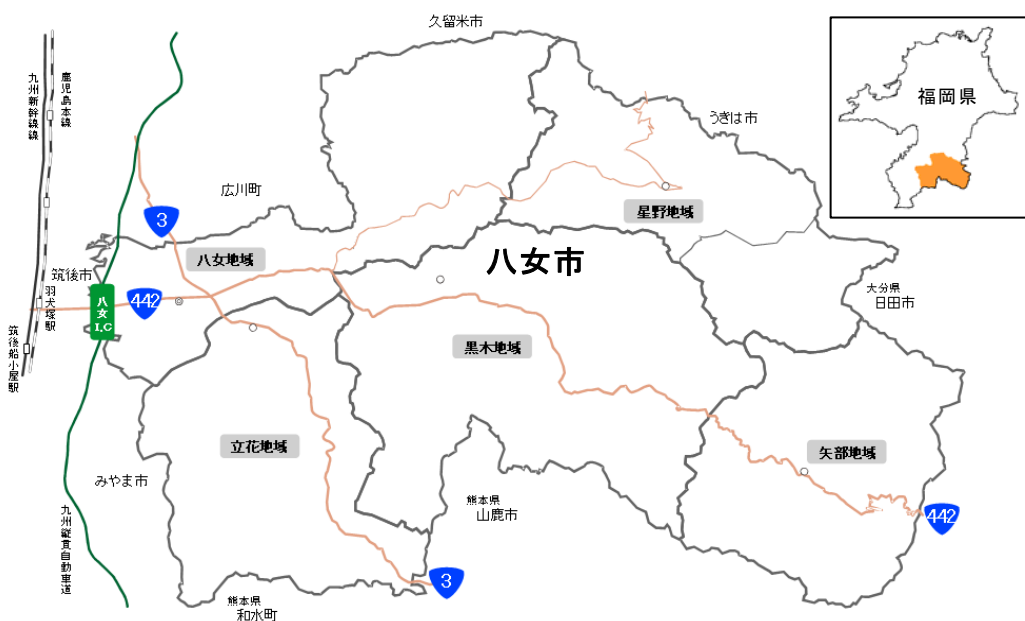 久留米市
九州新幹線線
鹿児島本線
うきは市
福岡県
広川町
3
星野地域
八女地域
八女市
筑後市
羽犬塚駅
八女I.C
442
大分県
日田市
筑後船小屋駅
黒木地域
立花地域
矢部地域
みやま市
熊本県
山鹿市
442
九州縦貫自動車道
3
熊本県
和水町